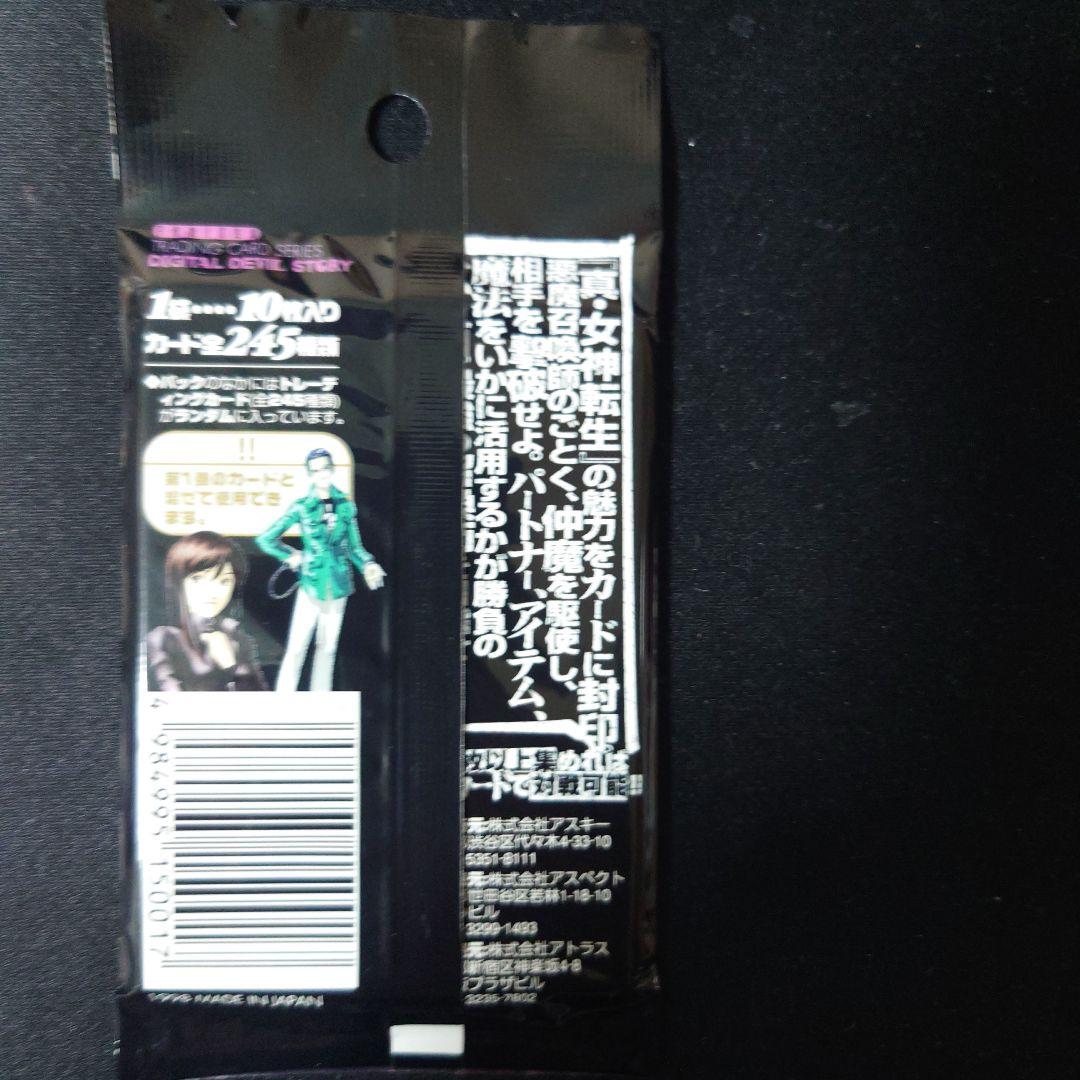 TRADING CARD SERIES
DIGITAL DEVIL STORY
1袋・・・・・10枚入り
カード全245種類
●パックのなかにはトレーデ
ィングカード(全245種類)
がランダムに入っています。
!!
第1弾のカードと
混ぜて使用でき
ます。
4 984995 150017
MADE IN JAPAN
『真・女神転生』の魅力をカードに封印。
悪魔召喚師のごとく、仲魔を駆使し、
相手を撃破せよ。パートナー、アイテム、
魔法をいかに活用するかが勝負の
枚以上集めれば
ードで対戦可能!!
元:株式会社アスキー
渋谷区代々木4-33-10
5351-8111
元:株式会社アスペクト
世田谷区若林1-18-10
ビル
3299-1493
元:株式会社アトラス
新宿区神楽坂4-8
プラザビル
3235-7802